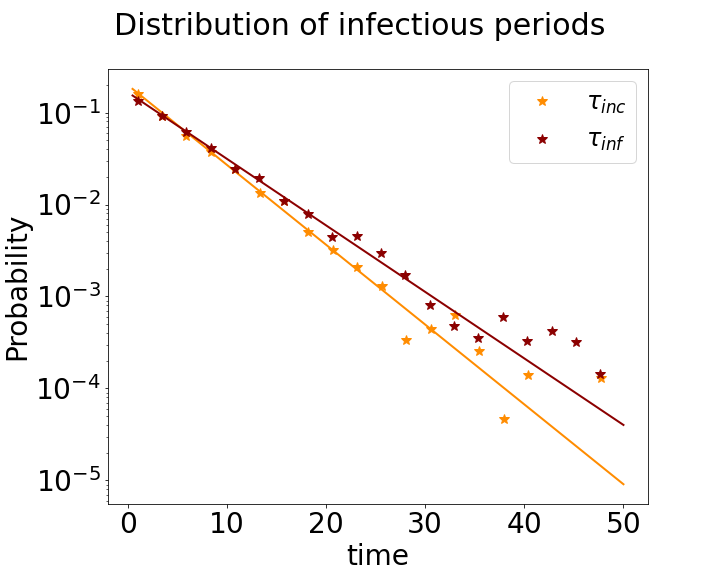 Distribution of infectious periods
τ_inc
τ_inf
10⁻¹
10⁻²
10⁻³
10⁻⁴
10⁻⁵
Probability
0 10 20 30 40 50
time